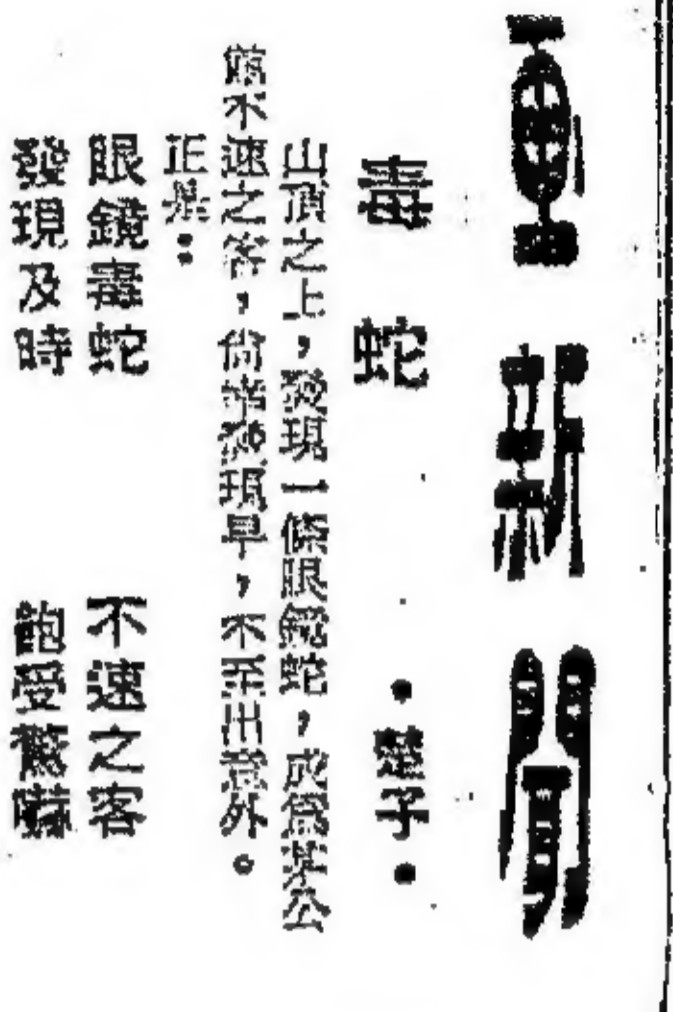 新聞
毒蛇
•楚子•
山頂之上,發現一條眼鏡蛇,成爲某公
館不速之客,尚幸發現早,不至出意外。
正是:
眼鏡毒蛇 不速之客
發現及時 飽受驚嚇